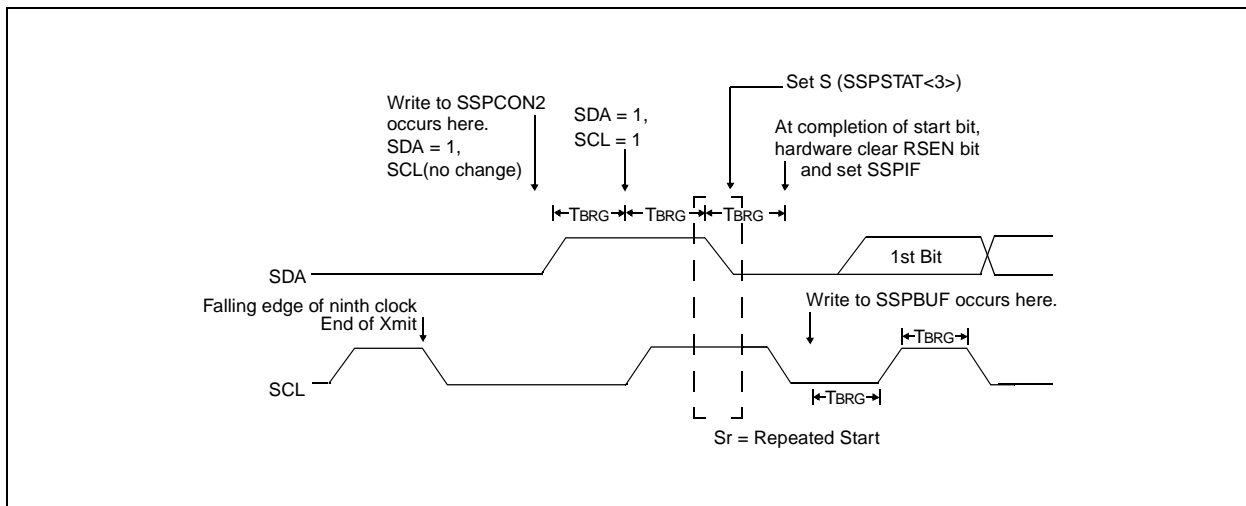 Set S (SSPSTAT<3>)
Write to SSPCON2
occurs here.
SDA = 1,
SCL(no change)
SDA = 1,
SCL = 1
At completion of start bit,
hardware clear RSEN bit
and set SSPIF
TBRG
TBRG
TBRG
SDA
1st Bit
Falling edge of ninth clock
End of Xmit
Write to SSPBUF occurs here.
TBRG
SCL
TBRG
Sr = Repeated Start